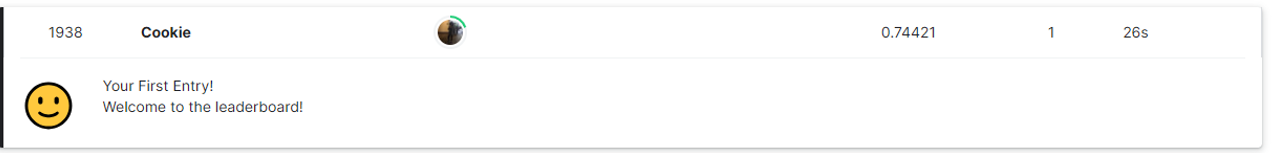 1938 Cookie 0.74421 1 26s
Your First Entry!
Welcome to the leaderboard!